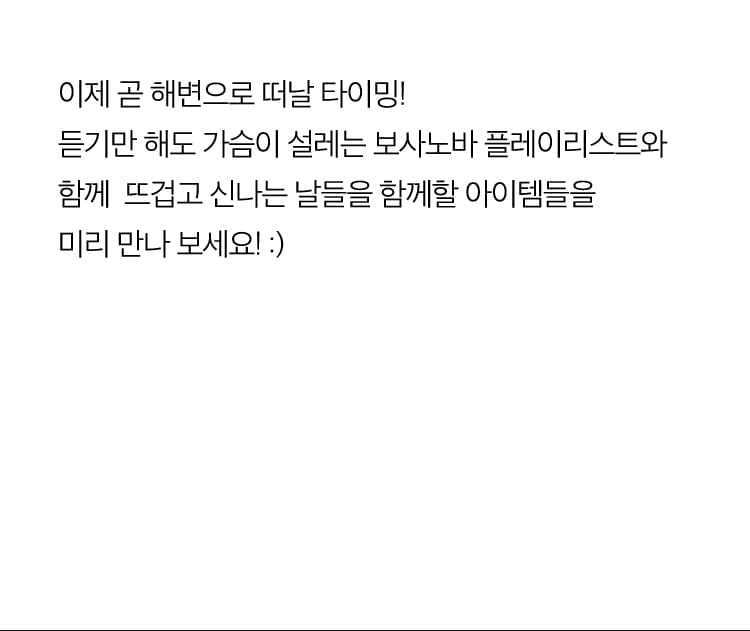 이제 곧 해변으로 떠날 타이밍!
듣기만 해도 가슴이 설레는 보사노바 플레이리스트와
함께  뜨겁고 신나는 날들을 함께할 아이템들을
미리 만나 보세요! :)